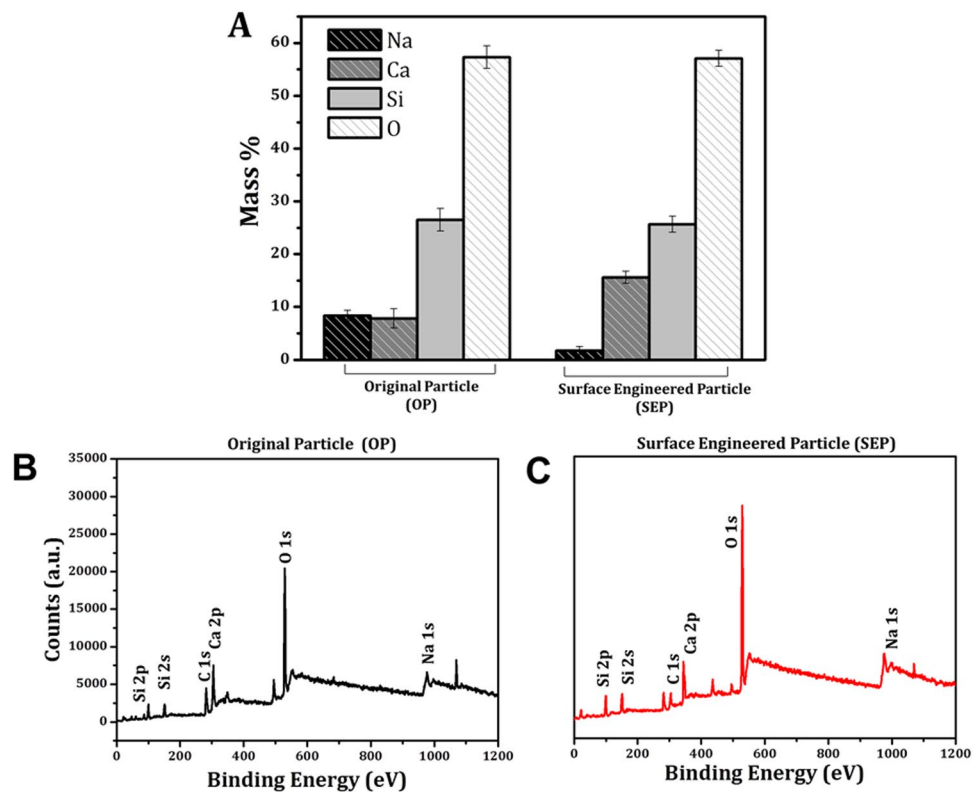 A
Na
Ca
Si
O
Mass %
60
50
40
30
20
10
0
Original Particle
(OP)
Surface Engineered Particle
(SEP)
B
Original Particle (OP)
35000
30000
25000
20000
15000
10000
5000
0
Counts (a.u.)
Si 2p
Si 2s
C 1s
Ca 2p
O 1s
Na 1s
0 200 400 600 800 1000 1200
Binding Energy (eV)
C
Surface Engineered Particle (SEP)
Si 2p
Si 2s
C 1s
Ca 2p
O 1s
Na 1s
0 200 400 600 800 1000 1200
Binding Energy (eV)